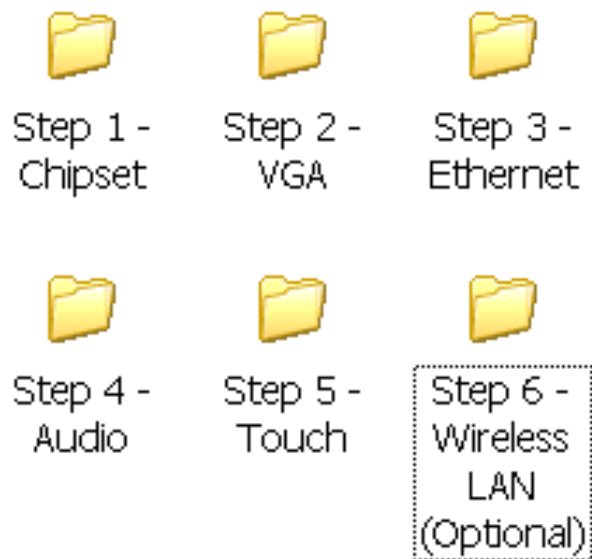 Step 1 -
Chipset
Step 2 -
VGA
Step 3 -
Ethernet
Step 4 -
Audio
Step 5 -
Touch
Step 6 -
Wireless
LAN
(Optional)